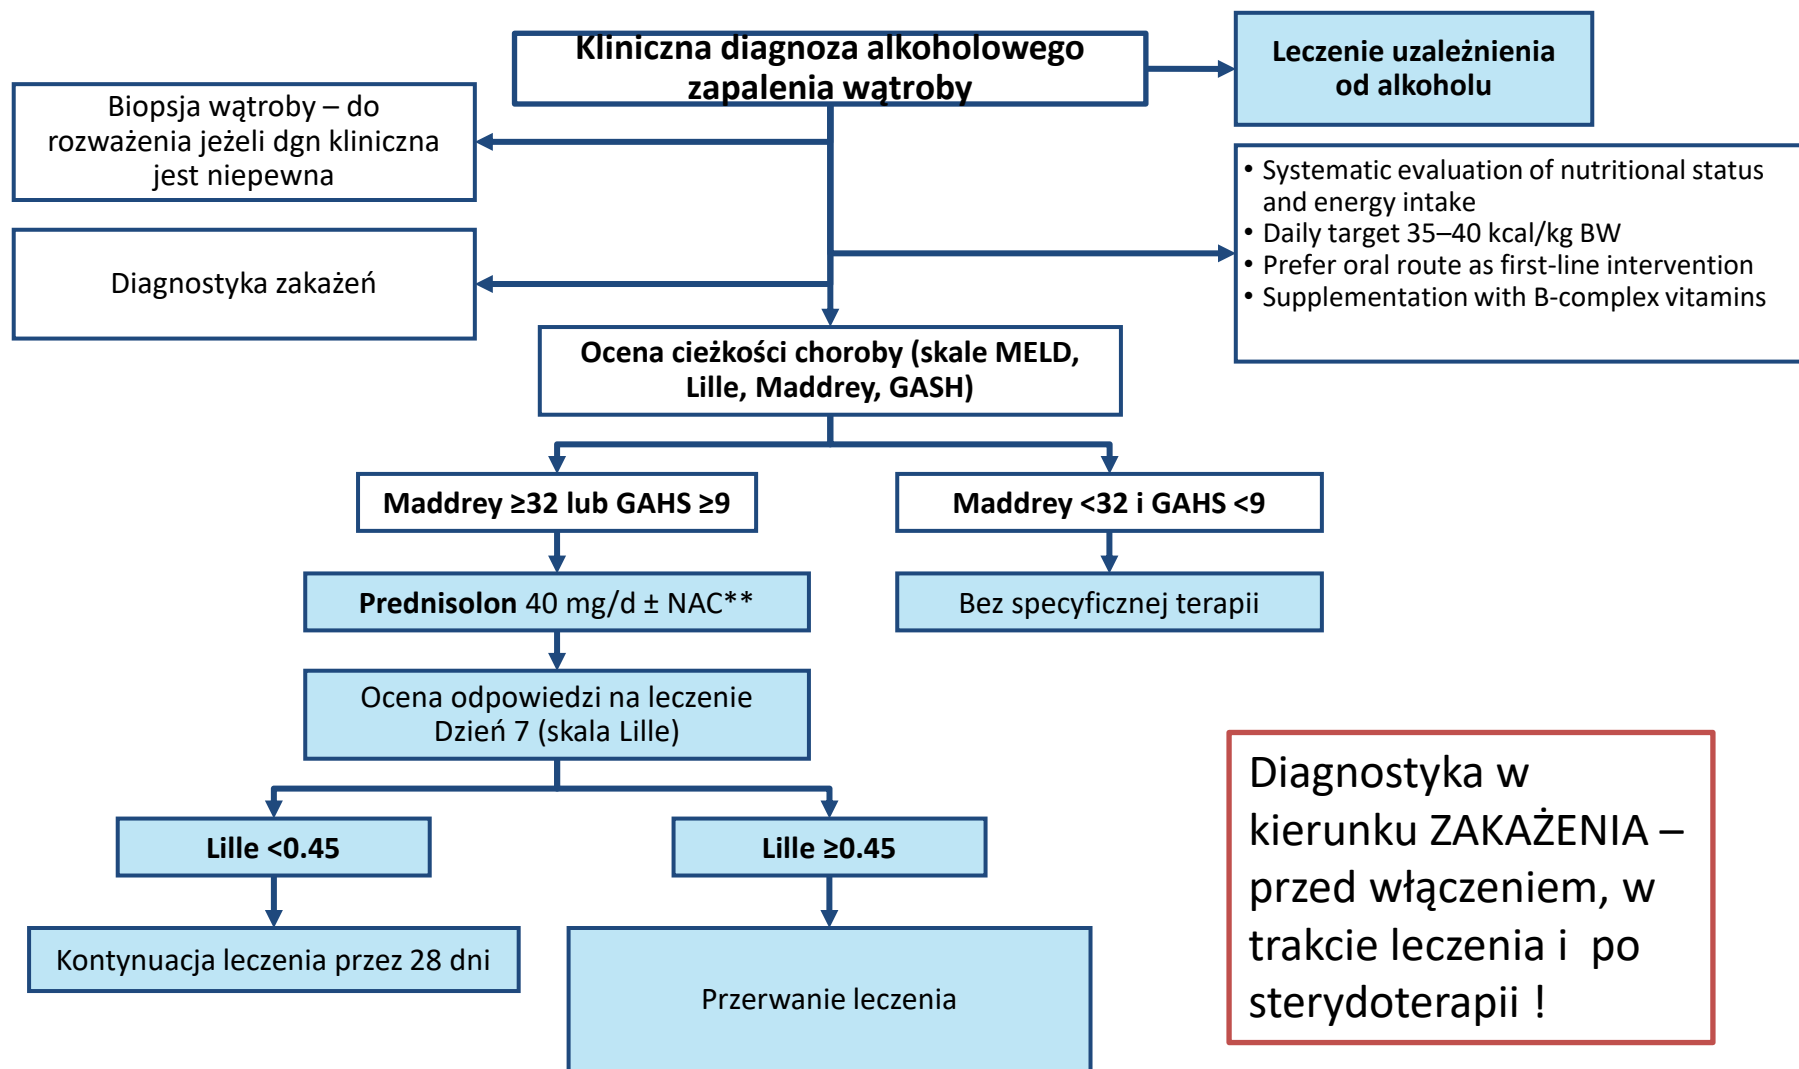 Kliniczna diagnoza alkoholowego
zapalenia wątroby
Leczenie uzależnienia
od alkoholu
Biopsja wątroby – do
rozważenia jeżeli dgn kliniczna
jest niepewna
• Systematic evaluation of nutritional status
and energy intake
• Daily target 35–40 kcal/kg BW
• Prefer oral route as first-line intervention
• Supplementation with B-complex vitamins
Diagnostyka zakażeń
Ocena cieżkości choroby (skale MELD,
Lille, Maddrey, GASH)
Maddrey ≥32 lub GAHS ≥9
Maddrey <32 i GAHS <9
Prednisolon 40 mg/d ± NAC**
Bez specyficznej terapii
Ocena odpowiedzi na leczenie
Dzień 7 (skala Lille)
Lille <0.45
Lille ≥0.45
Kontynuacja leczenia przez 28 dni
Przerwanie leczenia
Diagnostyka w
kierunku ZAKAŻENIA –
przed włączeniem, w
trakcie leczenia i po
sterydoterapii !